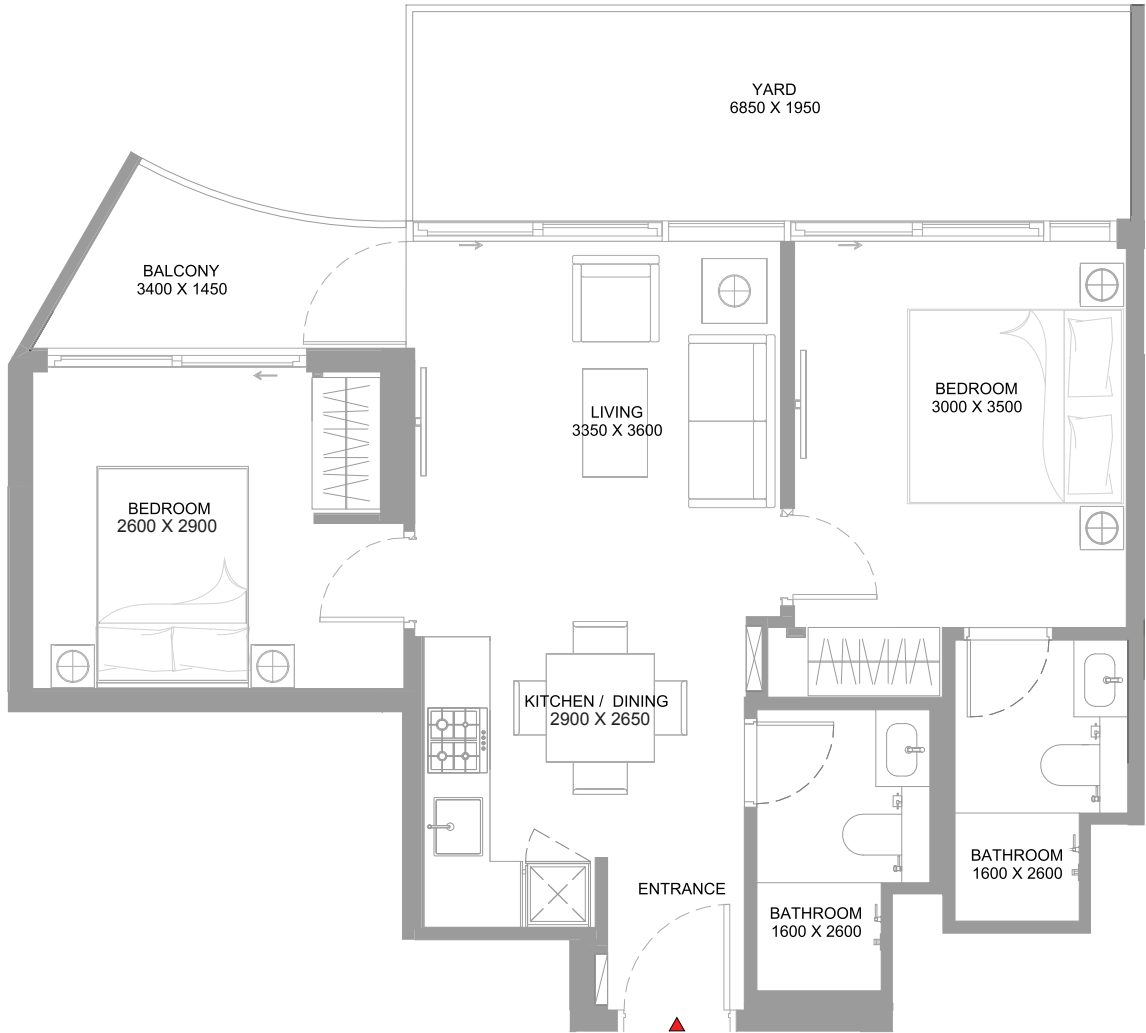 YARD
6850 X 1950
BALCONY
3400 X 1450
BEDROOM
3000 X 3500
LIVING
3350 X 3600
BEDROOM
2600 X 2900
KITCHEN / DINING
2900 X 2650
BATHROOM
1600 X 2600
ENTRANCE
BATHROOM
1600 X 2600